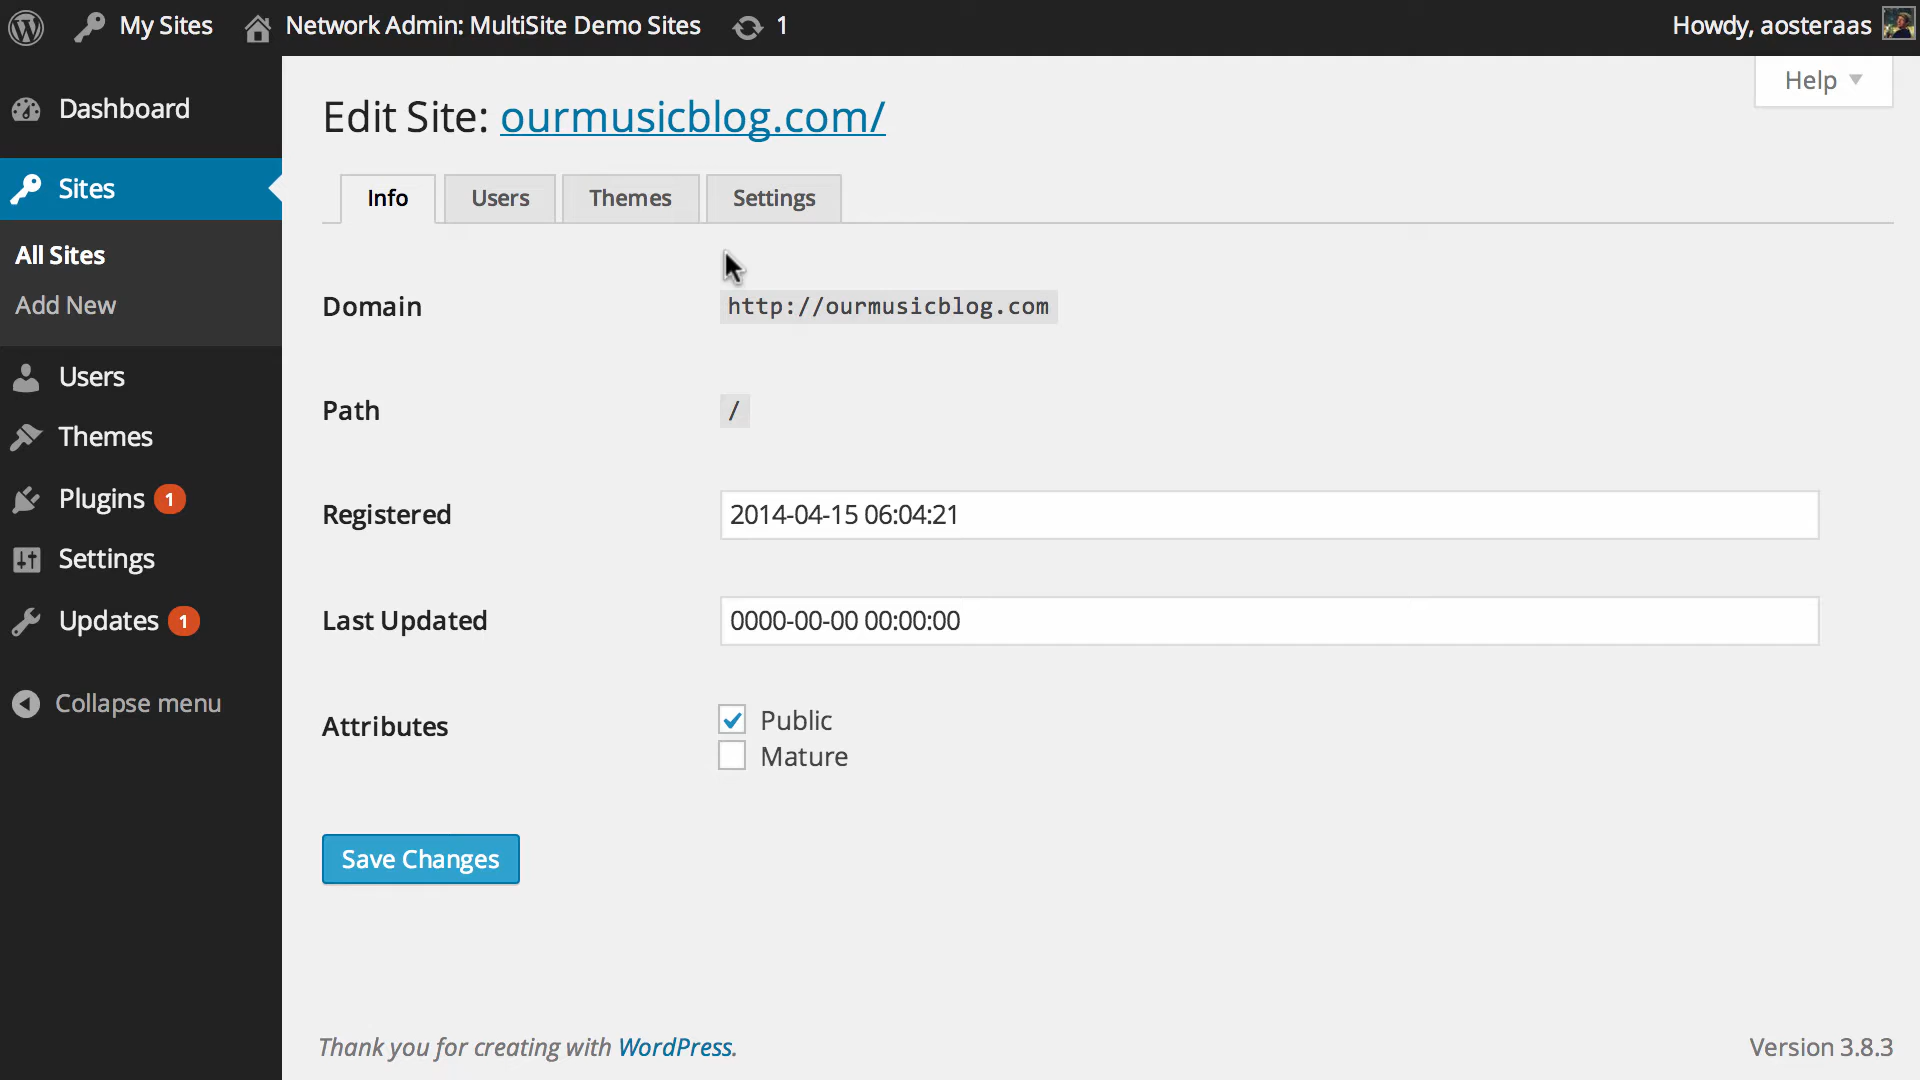 My Sites
Network Admin: MultiSite Demo Sites
1
Howdy, aosteraas
Help
Dashboard
Sites
All Sites
Add New
Users
Themes
Plugins 1
Settings
Updates 1
Collapse menu
Edit Site: ourmusicblog.com/
Info Users Themes Settings
Domain http://ourmusicblog.com
Path /
Registered 2014-04-15 06:04:21
Last Updated 0000-00-00 00:00:00
Attributes Public
Mature
Save Changes
Thank you for creating with WordPress.
Version 3.8.3